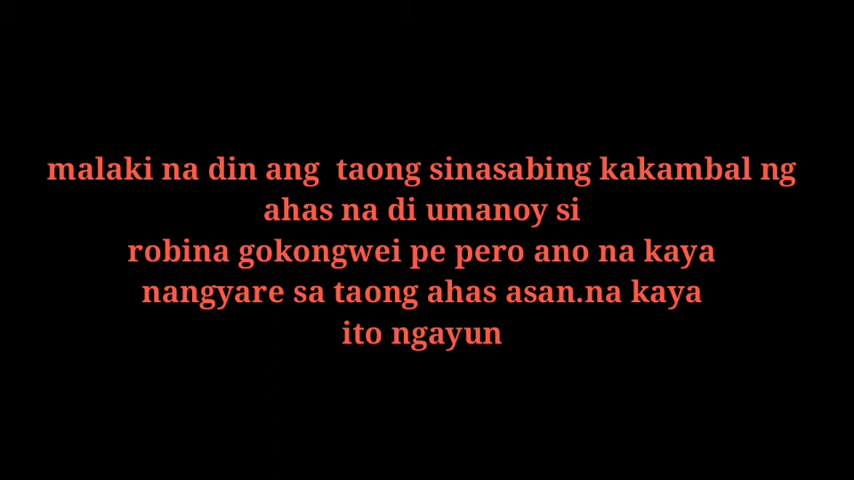 malaki na din ang  taong sinasabing kakambal ng
ahas na di umanoy si
robina gokongwei pe pero ano na kaya
nangyare sa taong ahas asan.na kaya
ito ngayun